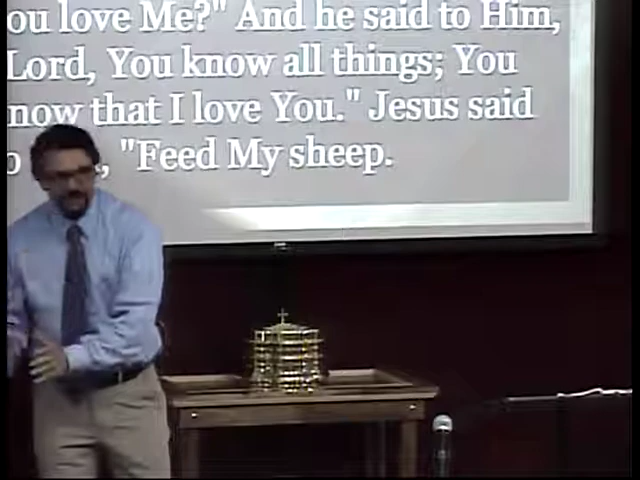 ou love Me?" And he said to Him,
Lord, You know all things; You
now that I love You." Jesus said
o , "Feed My sheep.